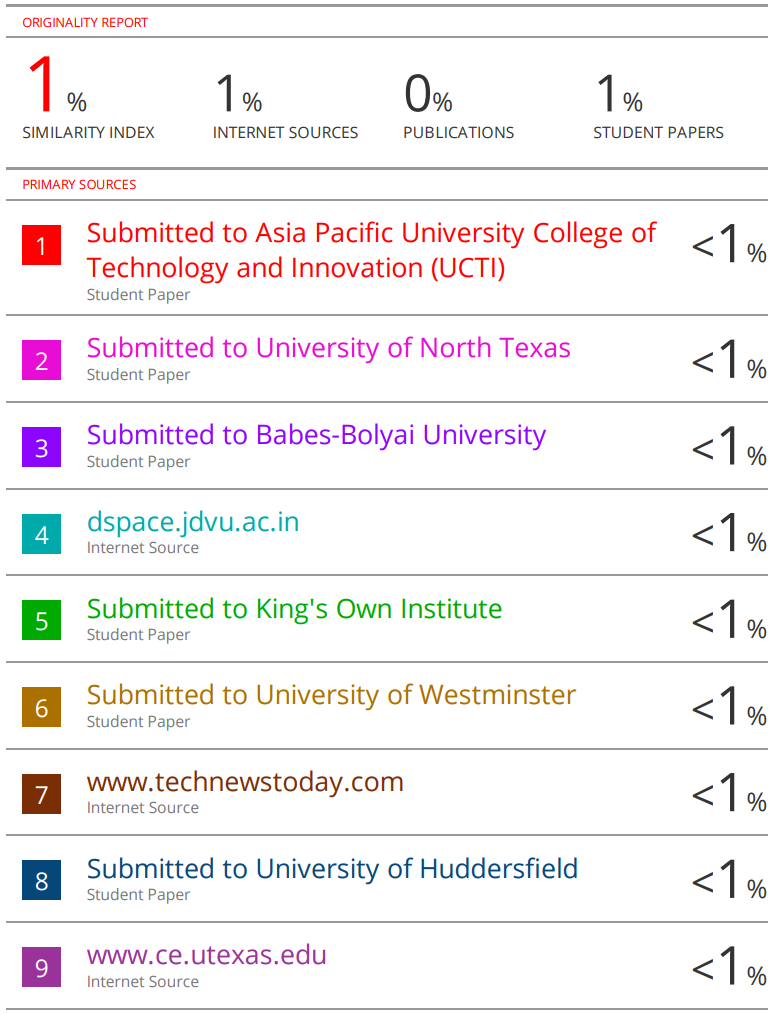 ORIGINALITY REPORT
1% 1% 0% 1%
SIMILARITY INDEX INTERNET SOURCES PUBLICATIONS STUDENT PAPERS
PRIMARY SOURCES
1 Submitted to Asia Pacific University College of <1%
Technology and Innovation (UCTI)
Student Paper
2 Submitted to University of North Texas <1%
Student Paper
3 Submitted to Babes-Bolyai University <1%
Student Paper
4 dspace.jdvu.ac.in <1%
Internet Source
5 Submitted to King's Own Institute <1%
Student Paper
6 Submitted to University of Westminster <1%
Student Paper
7 www.technewstoday.com <1%
Internet Source
8 Submitted to University of Huddersfield <1%
Student Paper
9 www.ce.utexas.edu <1%
Internet Source